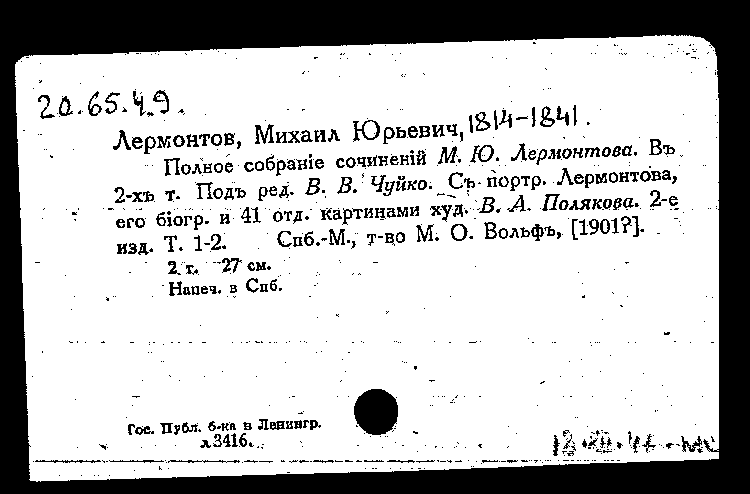 20.65.4.9.
Лермонтов, Михаил Юрьевич, 1814-1841.
Полное собраніе сочиненій М. Ю. Лермонтова. Въ
2-хъ т. Подъ ред. В. В. Чуйко. Съ портр. Лермонтова,
его біогр. и 41 отд. картинами худ. В. А. Полякова. 2-е
изд. Т. 1-2. Спб.-М., т-во М. О. Вольфъ, [1901?].
2 т. 27 см.
Напеч. в Спб.
Гос. Публ. б-ка в Ленингр.
л3416.